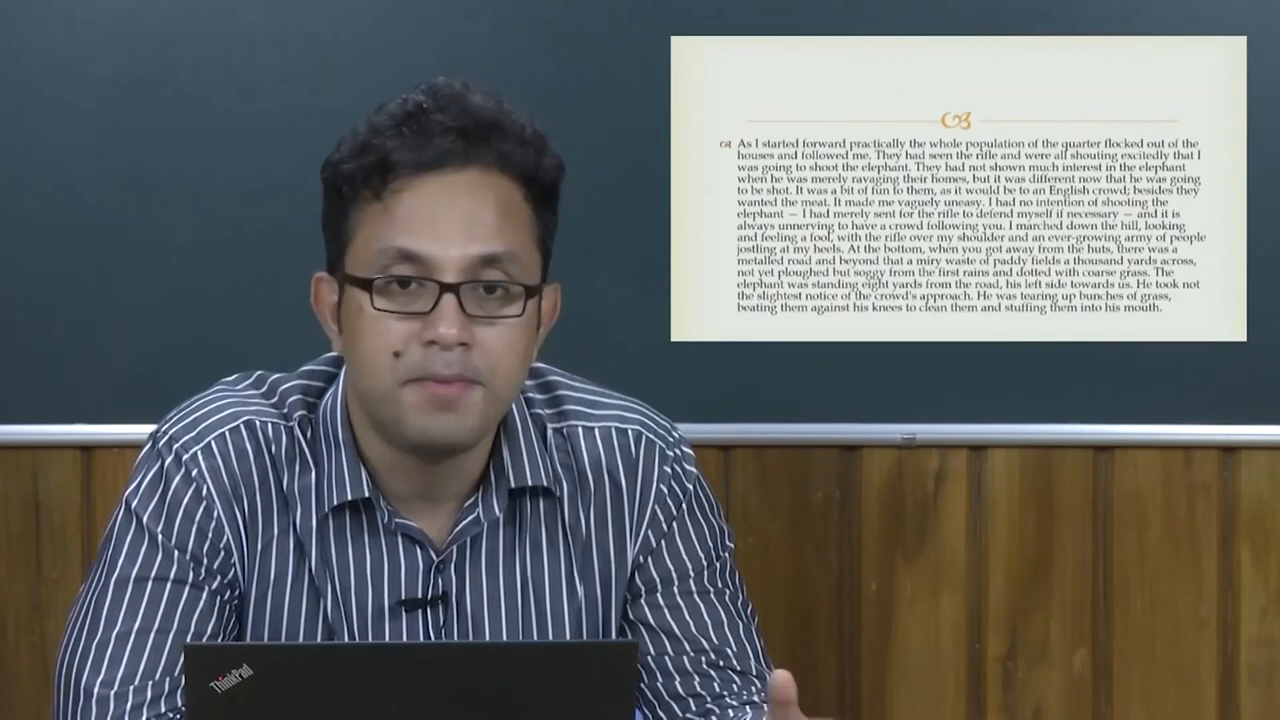 As I started forward practically the whole population of the quarter flocked out of the
houses and followed me. They had seen the rifle and were all shouting excitedly that I
was going to shoot the elephant. They had not shown much interest in the elephant
when he was merely ravaging their homes, but it was different now that he was going
to be shot. It was a bit of fun to them, as it would be to an English crowd; besides they
wanted the meat. It made me vaguely uneasy. I had no intention of shooting the
elephant — I had merely sent for the rifle to defend myself if necessary — and it is
always unnerving to have a crowd following you. I marched down the hill, looking
and feeling a fool, with the rifle over my shoulder and an ever-growing army of people
jostling at my heels. At the bottom, when you got away from the huts, there was a
metalled road and beyond that a miry waste of paddy fields a thousand yards across,
not yet ploughed but soggy from the first rains and dotted with coarse grass. The
elephant was standing eight yards from the road, his left side towards us. He took not
the slightest notice of the crowd's approach. He was tearing up bunches of grass,
beating them against his knees to clean them and stuffing them into his mouth.
ThinkPad